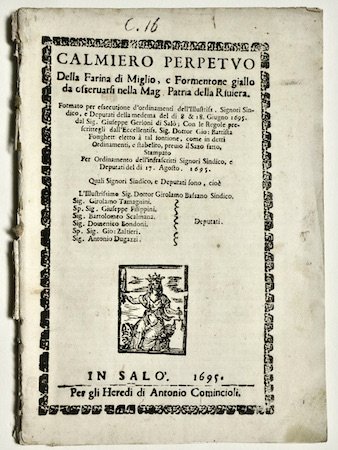 C. 16
CALMIERO PERPETVO
Della Farina di Miglio, e Formentone giallo
da osseruarsi nella Mag. Patria della Riuiera.
Formato per essecutione d'ordinamenti dell'Illustriss. Signori Sin-
dico, e Deputati della medema del dì 8 & 18. Giugno 1695.
dal Sig. Giuseppe Gerloni di Salò, Con le Regole pre-
scrittegli dall'Eccellentiss. Sig. Dottor Gio: Battista
Fonghetti eletto à tal fontione, come in detti
Ordinamenti, e stabelito, preuio il Sazo fatto,
Stampato
Per Ordinamento dell'infrascritti Signori Sindico, e
Deputati del dì 17. Agosto. 1695.
Quali Signori Sindico, e Deputati sono, cioè
L'Illustrissimo Sig. Dottor Girolamo Bassano Sindico.
Sig. Girolamo Tamagnini.
Sp. Sig. Giuseppe Filippini.
Sig. Bartolomeo Scalmana.
Sig. Domenico Bondoni.
Deputati.
Sp. Sig. Gio: Zaltieri.
Sig. Antonio Dugazzi.
IN SALO'. 1695.
Per gli Heredi di Antonio Comincioli.